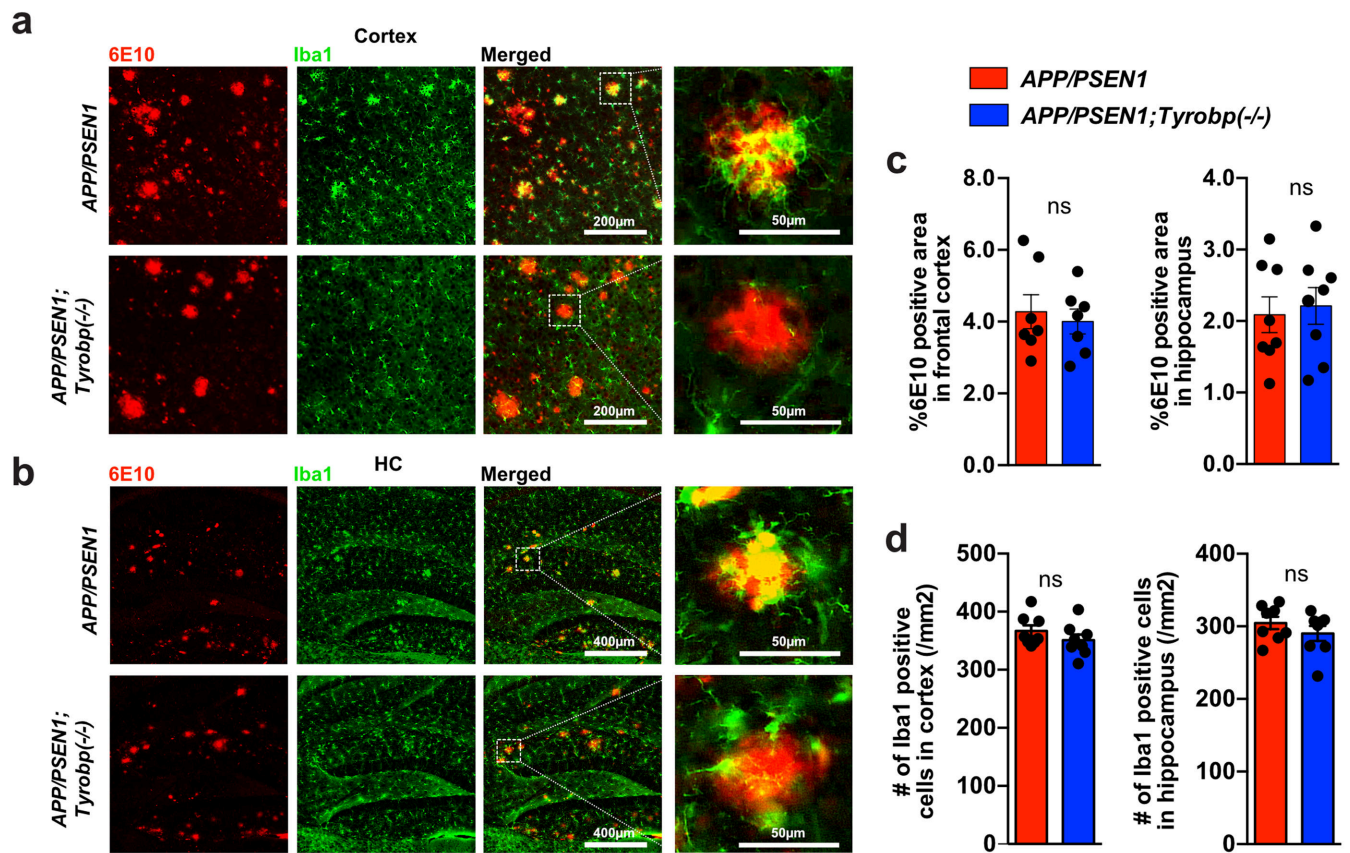 a
Cortex
6E10
Iba1
Merged
APP/PSEN1
200µm
50µm
APP/PSEN1;
Tyrobp(-/-)
200µm
50µm
b
HC
6E10
Iba1
Merged
APP/PSEN1
400µm
50µm
APP/PSEN1;
Tyrobp(-/-)
400µm
50µm
APP/PSEN1
APP/PSEN1;Tyrobp(-/-)
c
%6E10 positive area
in frontal cortex
8.0
6.0
4.0
2.0
0.0
ns
%6E10 positive area
in hippocampus
4.0
3.0
2.0
1.0
0.0
ns
d
# of Iba1 positive
cells in cortex (/mm2)
500
400
300
200
100
0
ns
# of Iba1 positive cells
in hippocampus (/mm2)
400
300
200
100
0
ns